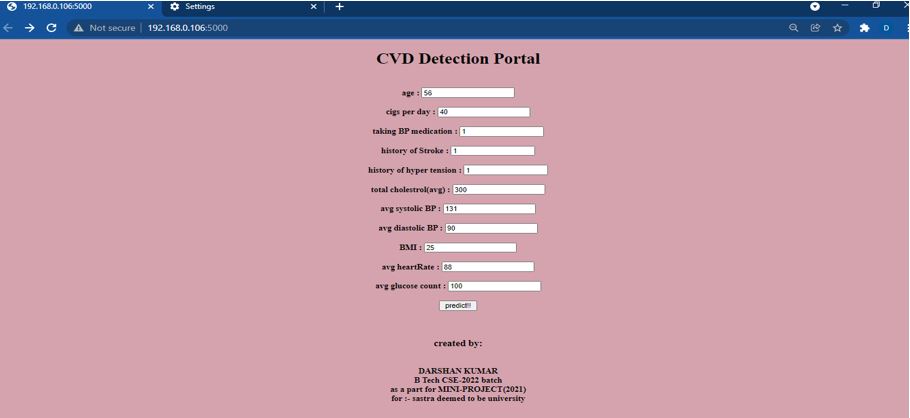 192.168.0.106:5000
Settings
Not secure
192.168.0.106:5000
D
CVD Detection Portal
age : 56
cigs per day : 40
taking BP medication : 1
history of Stroke : 1
history of hyper tension : 1
total cholestrol(avg) : 300
avg systolic BP : 131
avg diastolic BP : 90
BMI : 25
avg heartRate : 88
avg glucose count : 100
predict!!
created by:
DARSHAN KUMAR
B Tech CSE-2022 batch
as a part for MINI-PROJECT(2021)
for :- sastra deemed to be university